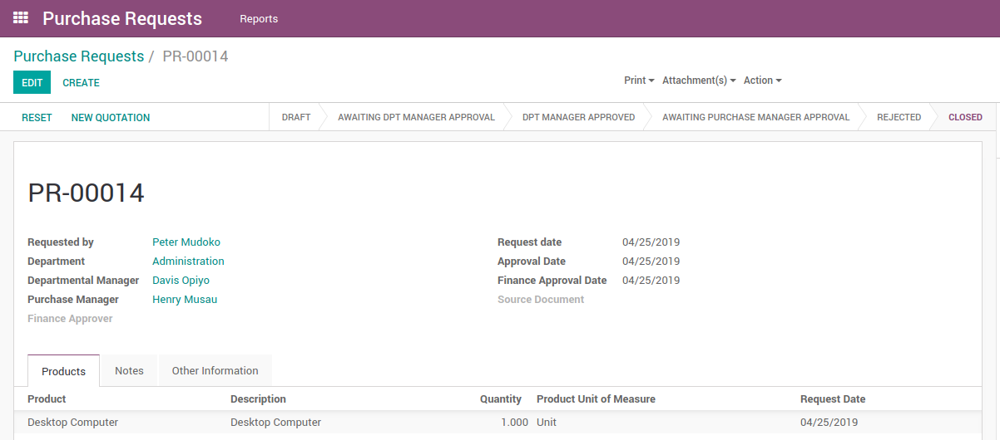 Purchase Requests Reports
Purchase Requests / PR-00014
EDIT CREATE Print Attachment(s) Action
RESET NEW QUOTATION DRAFT AWAITING DPT MANAGER APPROVAL DPT MANAGER APPROVED AWAITING PURCHASE MANAGER APPROVAL REJECTED CLOSED
PR-00014
Requested by Peter Mudoko Request date 04/25/2019
Department Administration Approval Date 04/25/2019
Departmental Manager Davis Opiyo Finance Approval Date 04/25/2019
Purchase Manager Henry Musau Source Document
Finance Approver
Products Notes Other Information
Product Description Quantity Product Unit of Measure Request Date
Desktop Computer Desktop Computer 1.000 Unit 04/25/2019